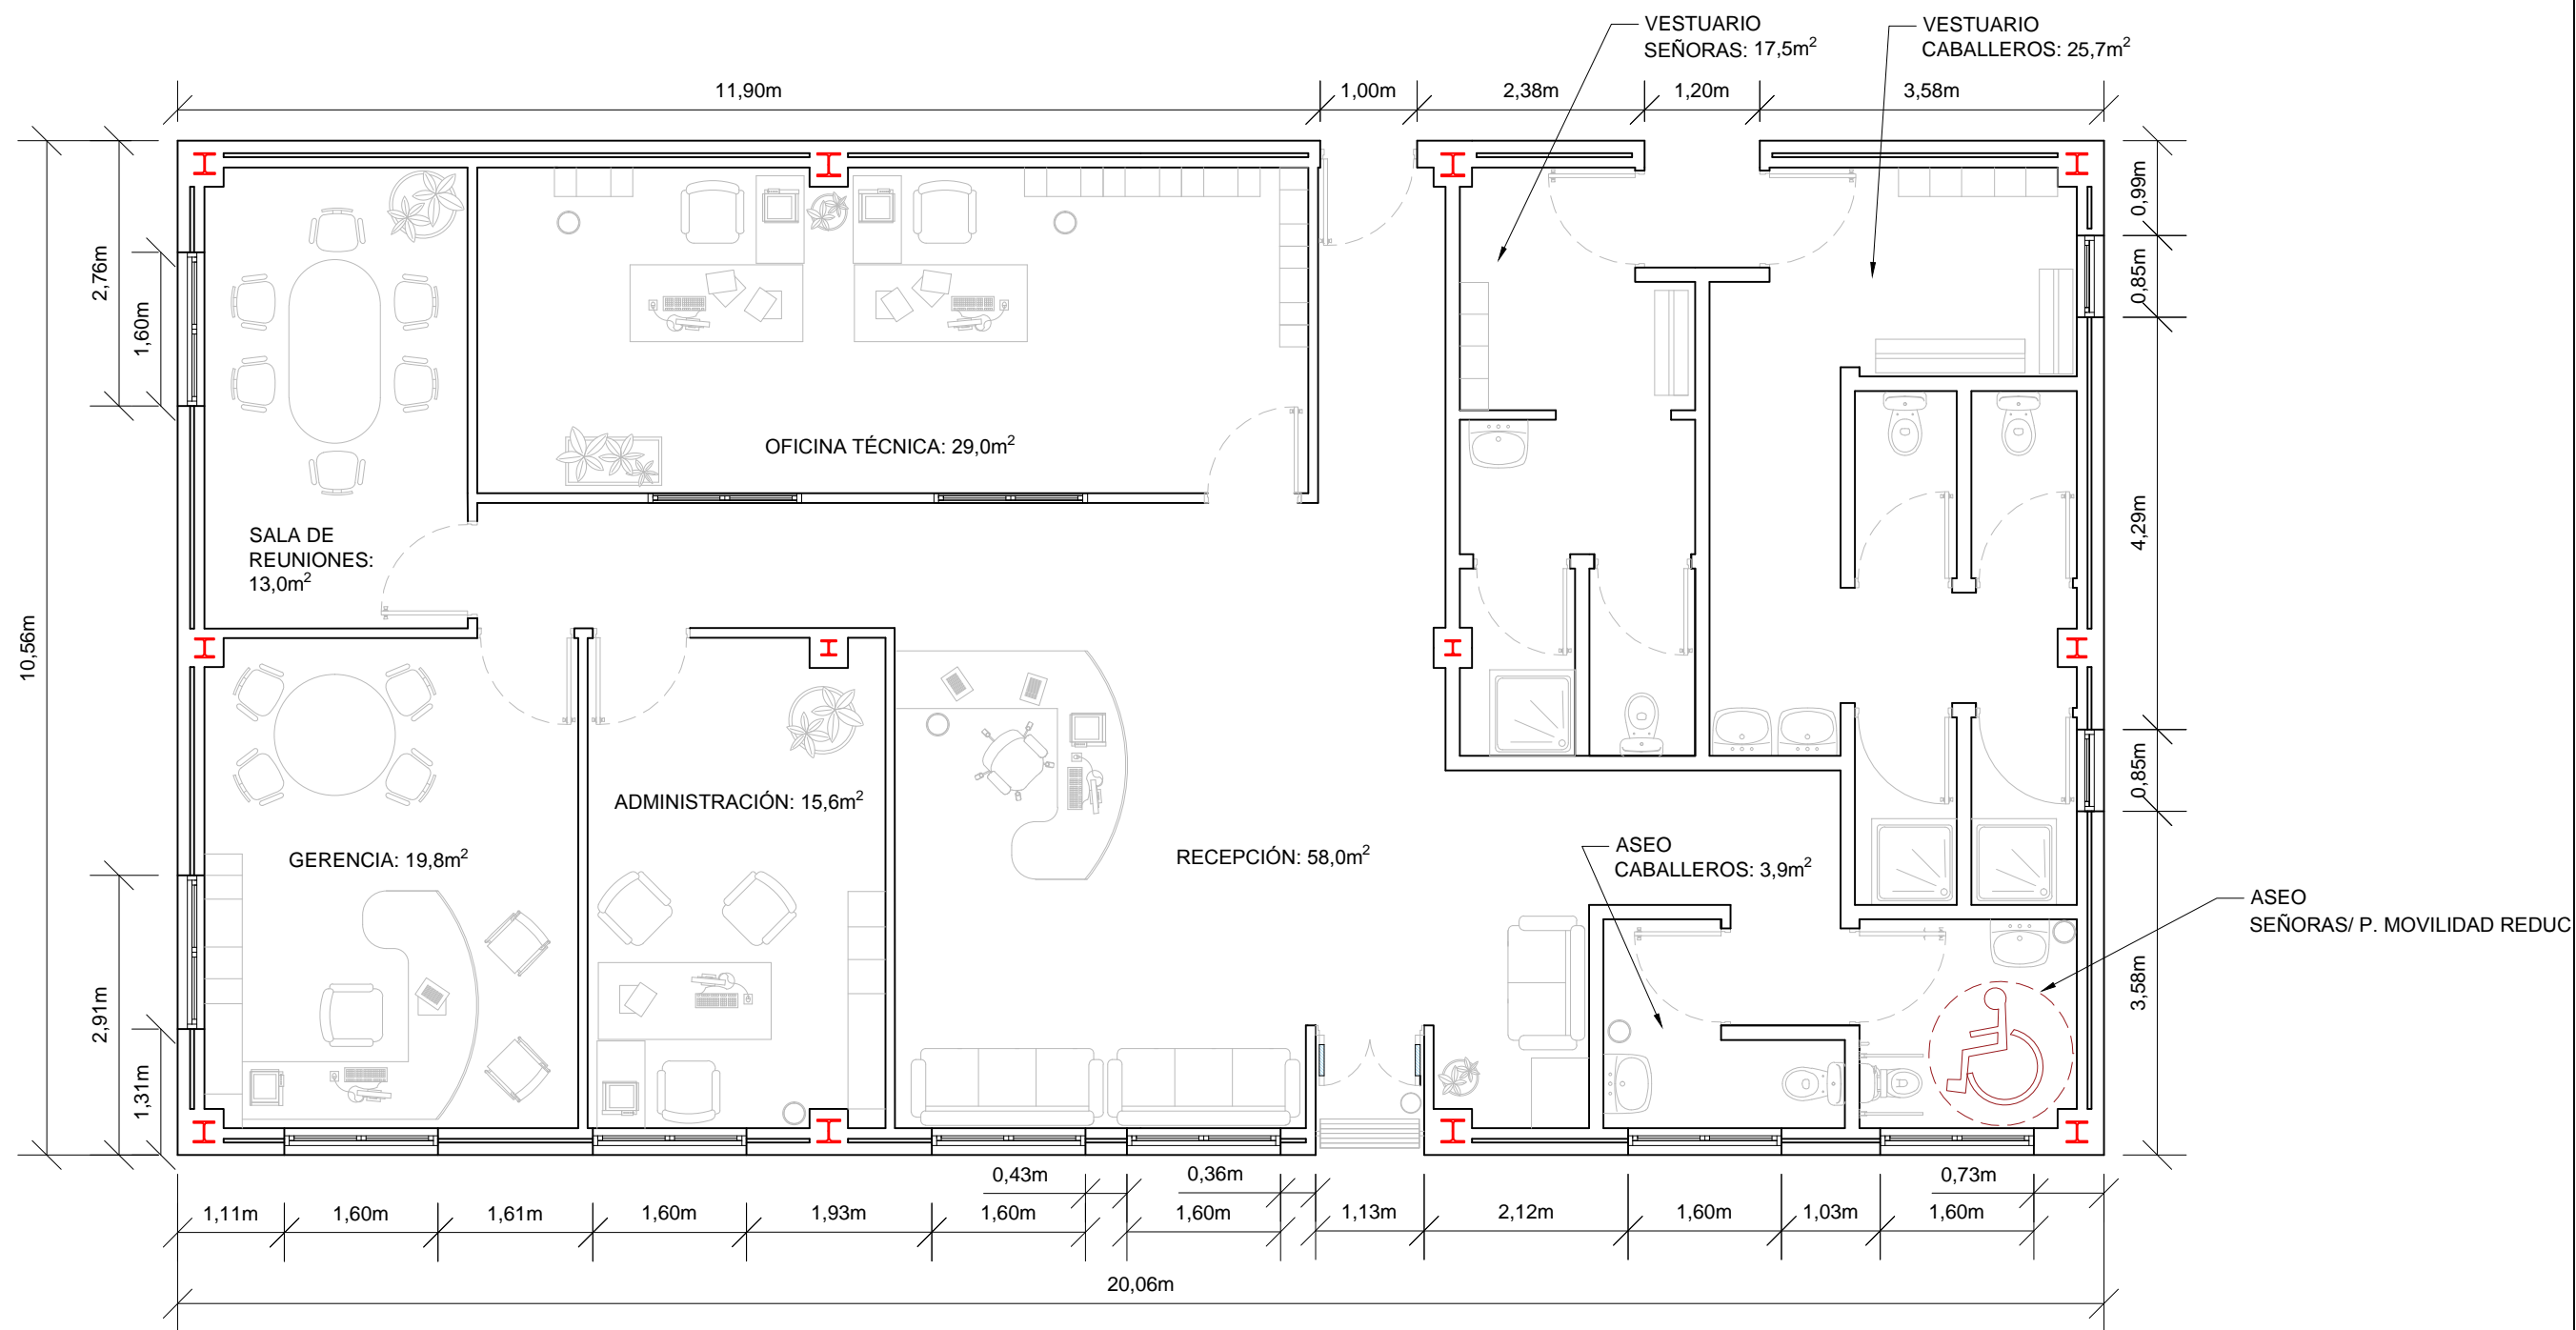 VESTUARIO
SEÑORAS: 17,5m²
VESTUARIO
CABALLEROS: 25,7m²
11,90m
1,00m
2,38m
1,20m
3,58m
10,56m
2,76m
1,60m
2,91m
1,31m
0,99m
0,85m
4,29m
0,85m
3,58m
OFICINA TÉCNICA: 29,0m²
SALA DE
REUNIONES:
13,0m²
ADMINISTRACIÓN: 15,6m²
GERENCIA: 19,8m²
RECEPCIÓN: 58,0m²
ASEO
CABALLEROS: 3,9m²
ASEO
SEÑORAS/ P. MOVILIDAD REDUC
0,43m
0,36m
0,73m
1,11m
1,60m
1,61m
1,60m
1,93m
1,60m
1,60m
1,13m
2,12m
1,60m
1,03m
1,60m
20,06m